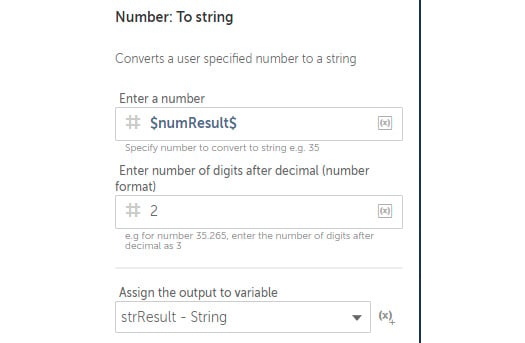 Number: To string
Converts a user specified number to a string
Enter a number
# $numResult$ (x)
Specify number to convert to string e.g. 35
Enter number of digits after decimal (number
format)
# 2 (x)
e.g for number 35.265, enter the number of digits after
decimal as 3
Assign the output to variable
strResult - String (x)+